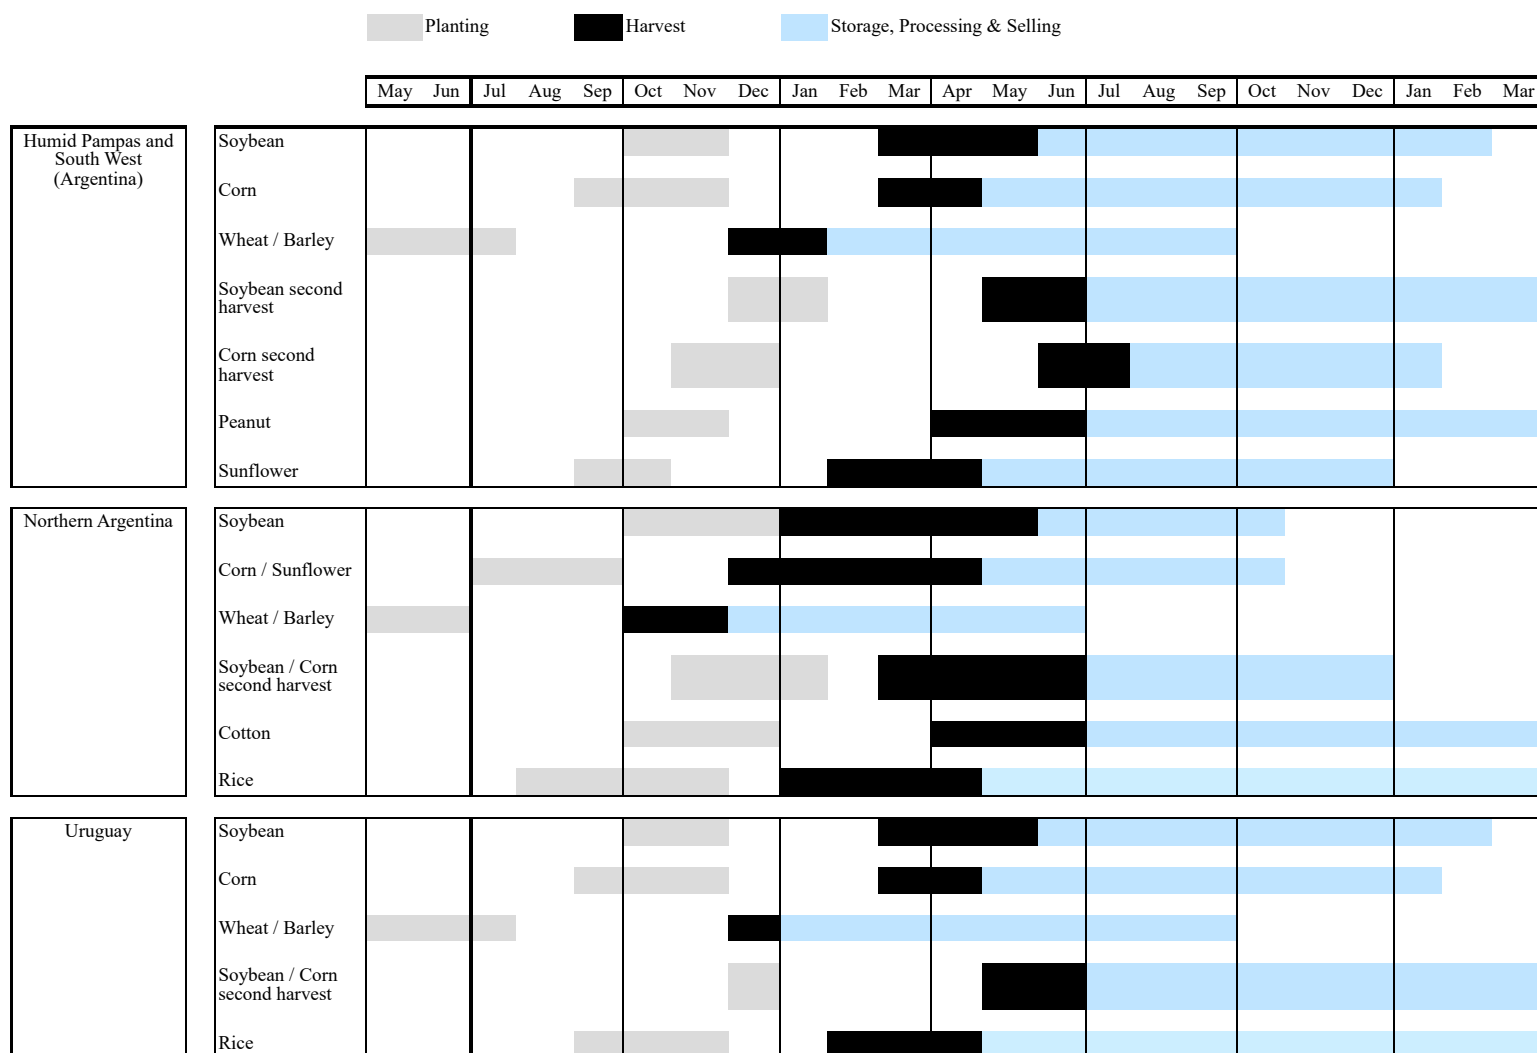 Planting Harvest Storage, Processing & Selling
May Jun Jul Aug Sep Oct Nov Dec Jan Feb Mar Apr May Jun Jul Aug Sep Oct Nov Dec Jan Feb Mar
Humid Pampas and
South West
(Argentina)
Soybean
Corn
Wheat / Barley
Soybean second
harvest
Corn second
harvest
Peanut
Sunflower
Northern Argentina
Soybean
Corn / Sunflower
Wheat / Barley
Soybean / Corn
second harvest
Cotton
Rice
Uruguay
Soybean
Corn
Wheat / Barley
Soybean / Corn
second harvest
Rice